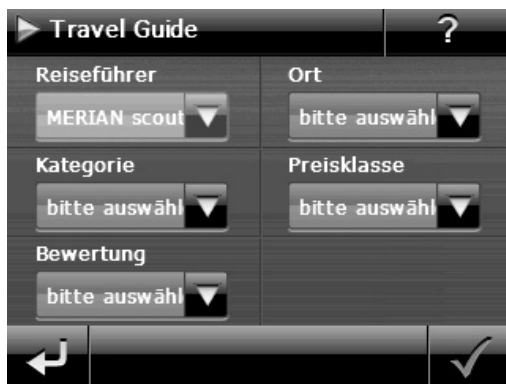 Travel Guide ?
Reiseführer
MERIAN scout
Ort
bitte auswähl
Kategorie
bitte auswähl
Preisklasse
bitte auswähl
Bewertung
bitte auswähl